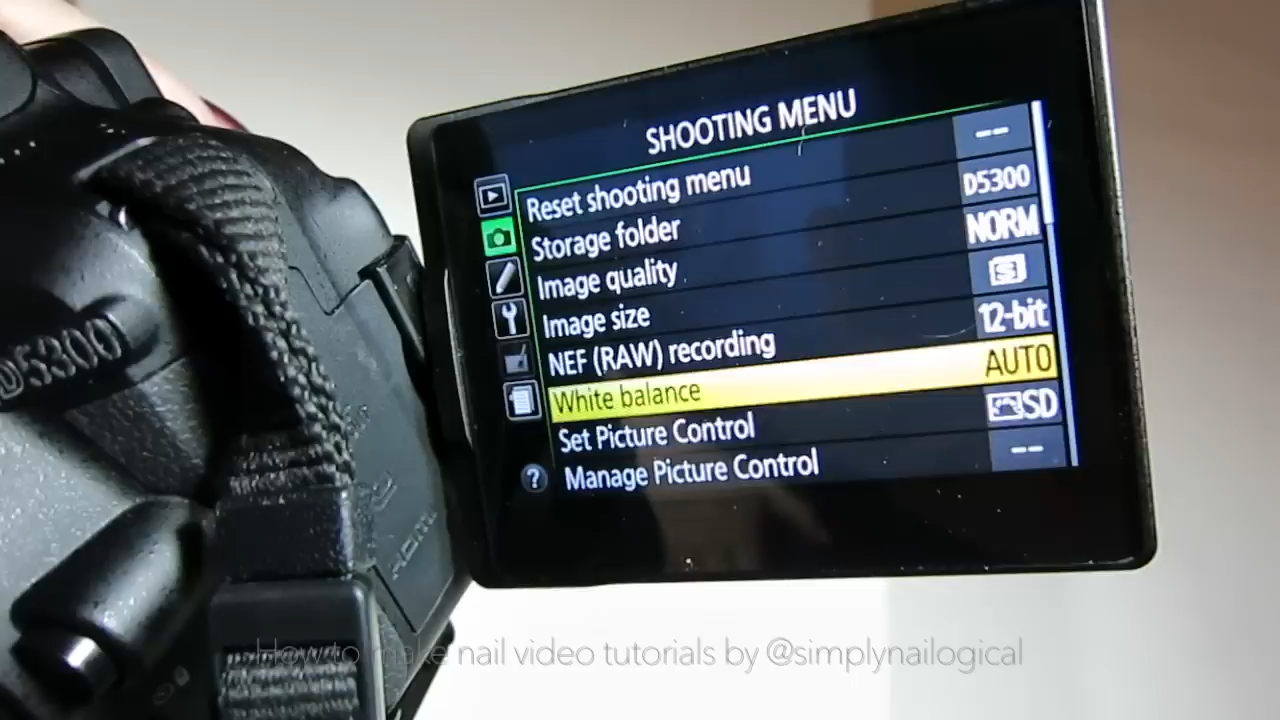 SHOOTING MENU
Reset shooting menu --
Storage folder D5300
Image quality NORM
Image size S
NEF (RAW) recording 12-bit
White balance AUTO
Set Picture Control SD
Manage Picture Control --
?
D5300
HDMI
How to make nail video tutorials by @simplynailogical